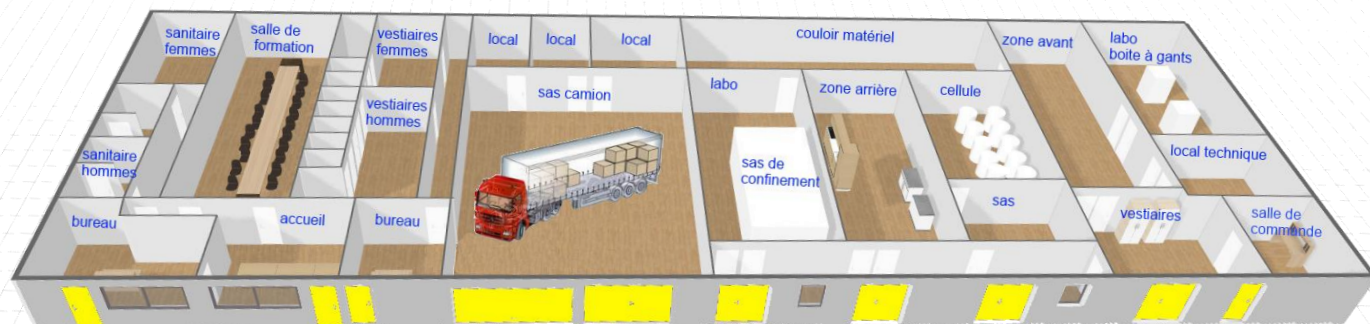 sanitaire
femmes
salle de
formation
vestiaires
femmes
local
local
local
couloir matériel
zone avant
labo
boite à gants
vestiaires
hommes
sas camion
labo
zone arrière
cellule
sanitaire
hommes
sas de
confinement
local technique
bureau
accueil
bureau
sas
vestiaires
salle de
commande